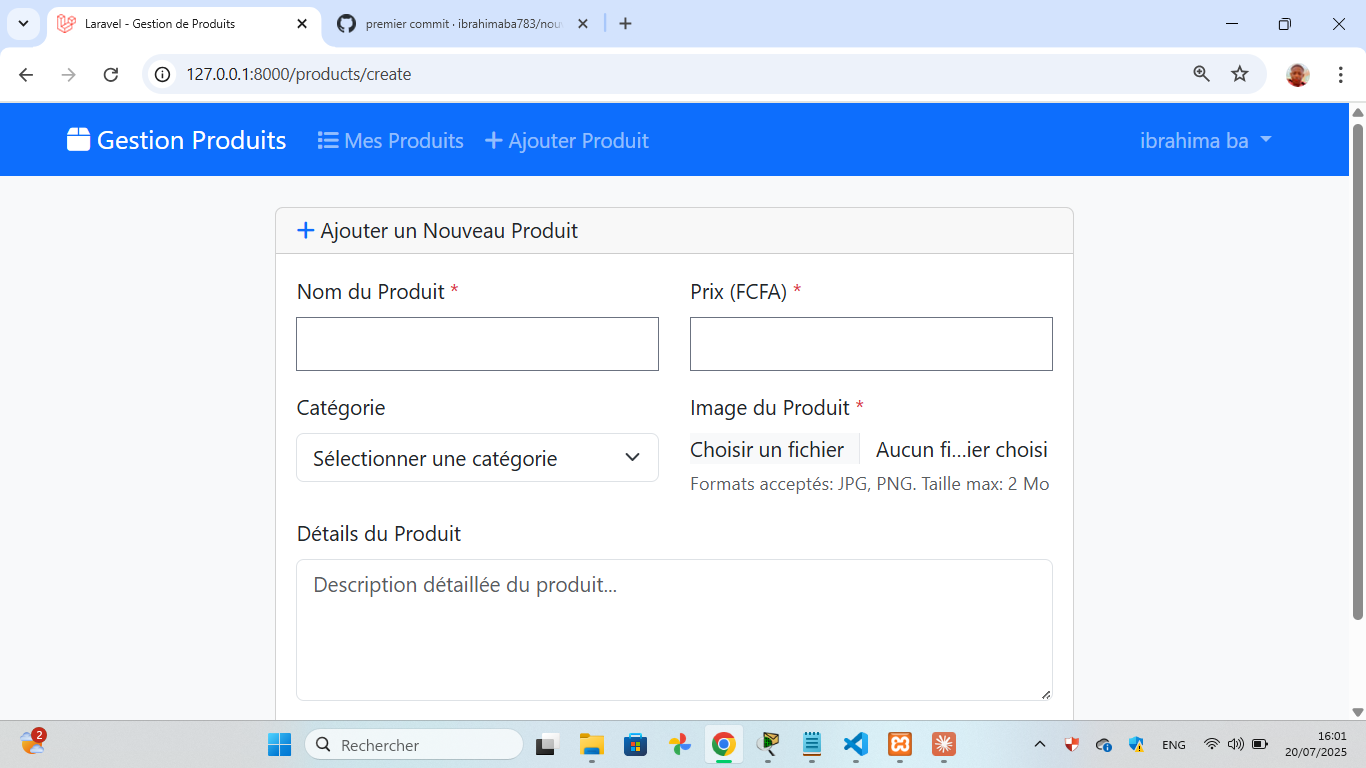 Laravel - Gestion de Produits
premier commit · ibrahimaba783/nou
127.0.0.1:8000/products/create
Gestion Produits
Mes Produits
Ajouter Produit
ibrahima ba
Ajouter un Nouveau Produit
Nom du Produit *
Prix (FCFA) *
Catégorie
Image du Produit *
Sélectionner une catégorie
Choisir un fichier
Aucun fi...ier choisi
Formats acceptés: JPG, PNG. Taille max: 2 Mo
Détails du Produit
Description détaillée du produit...
2
Rechercher
ENG
16:01
20/07/2025